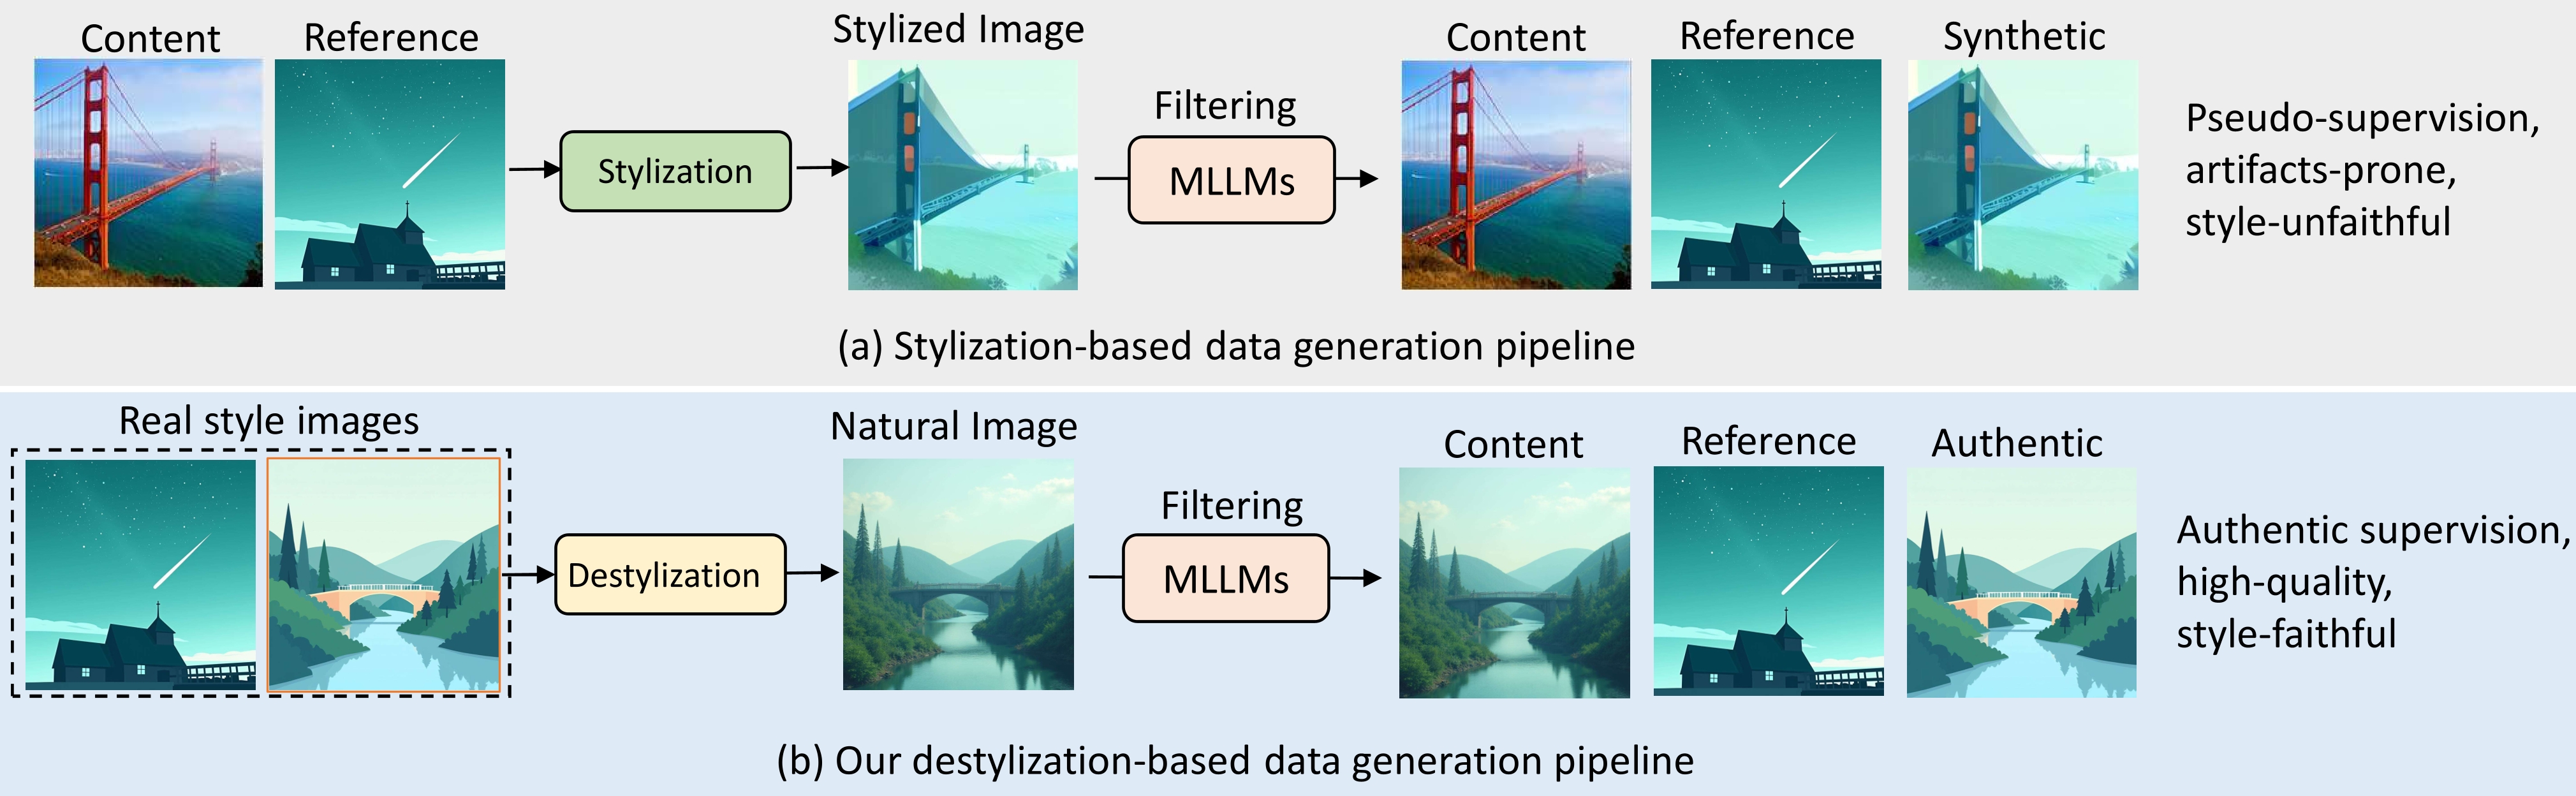 Content
Reference
Stylized Image
Content
Reference
Synthetic
Stylization
Filtering
MLLMs
Pseudo-supervision,
artifacts-prone,
style-unfaithful
(a) Stylization-based data generation pipeline
Real style images
Natural Image
Content
Reference
Authentic
Destylization
Filtering
MLLMs
Authentic supervision,
high-quality,
style-faithful
(b) Our destylization-based data generation pipeline